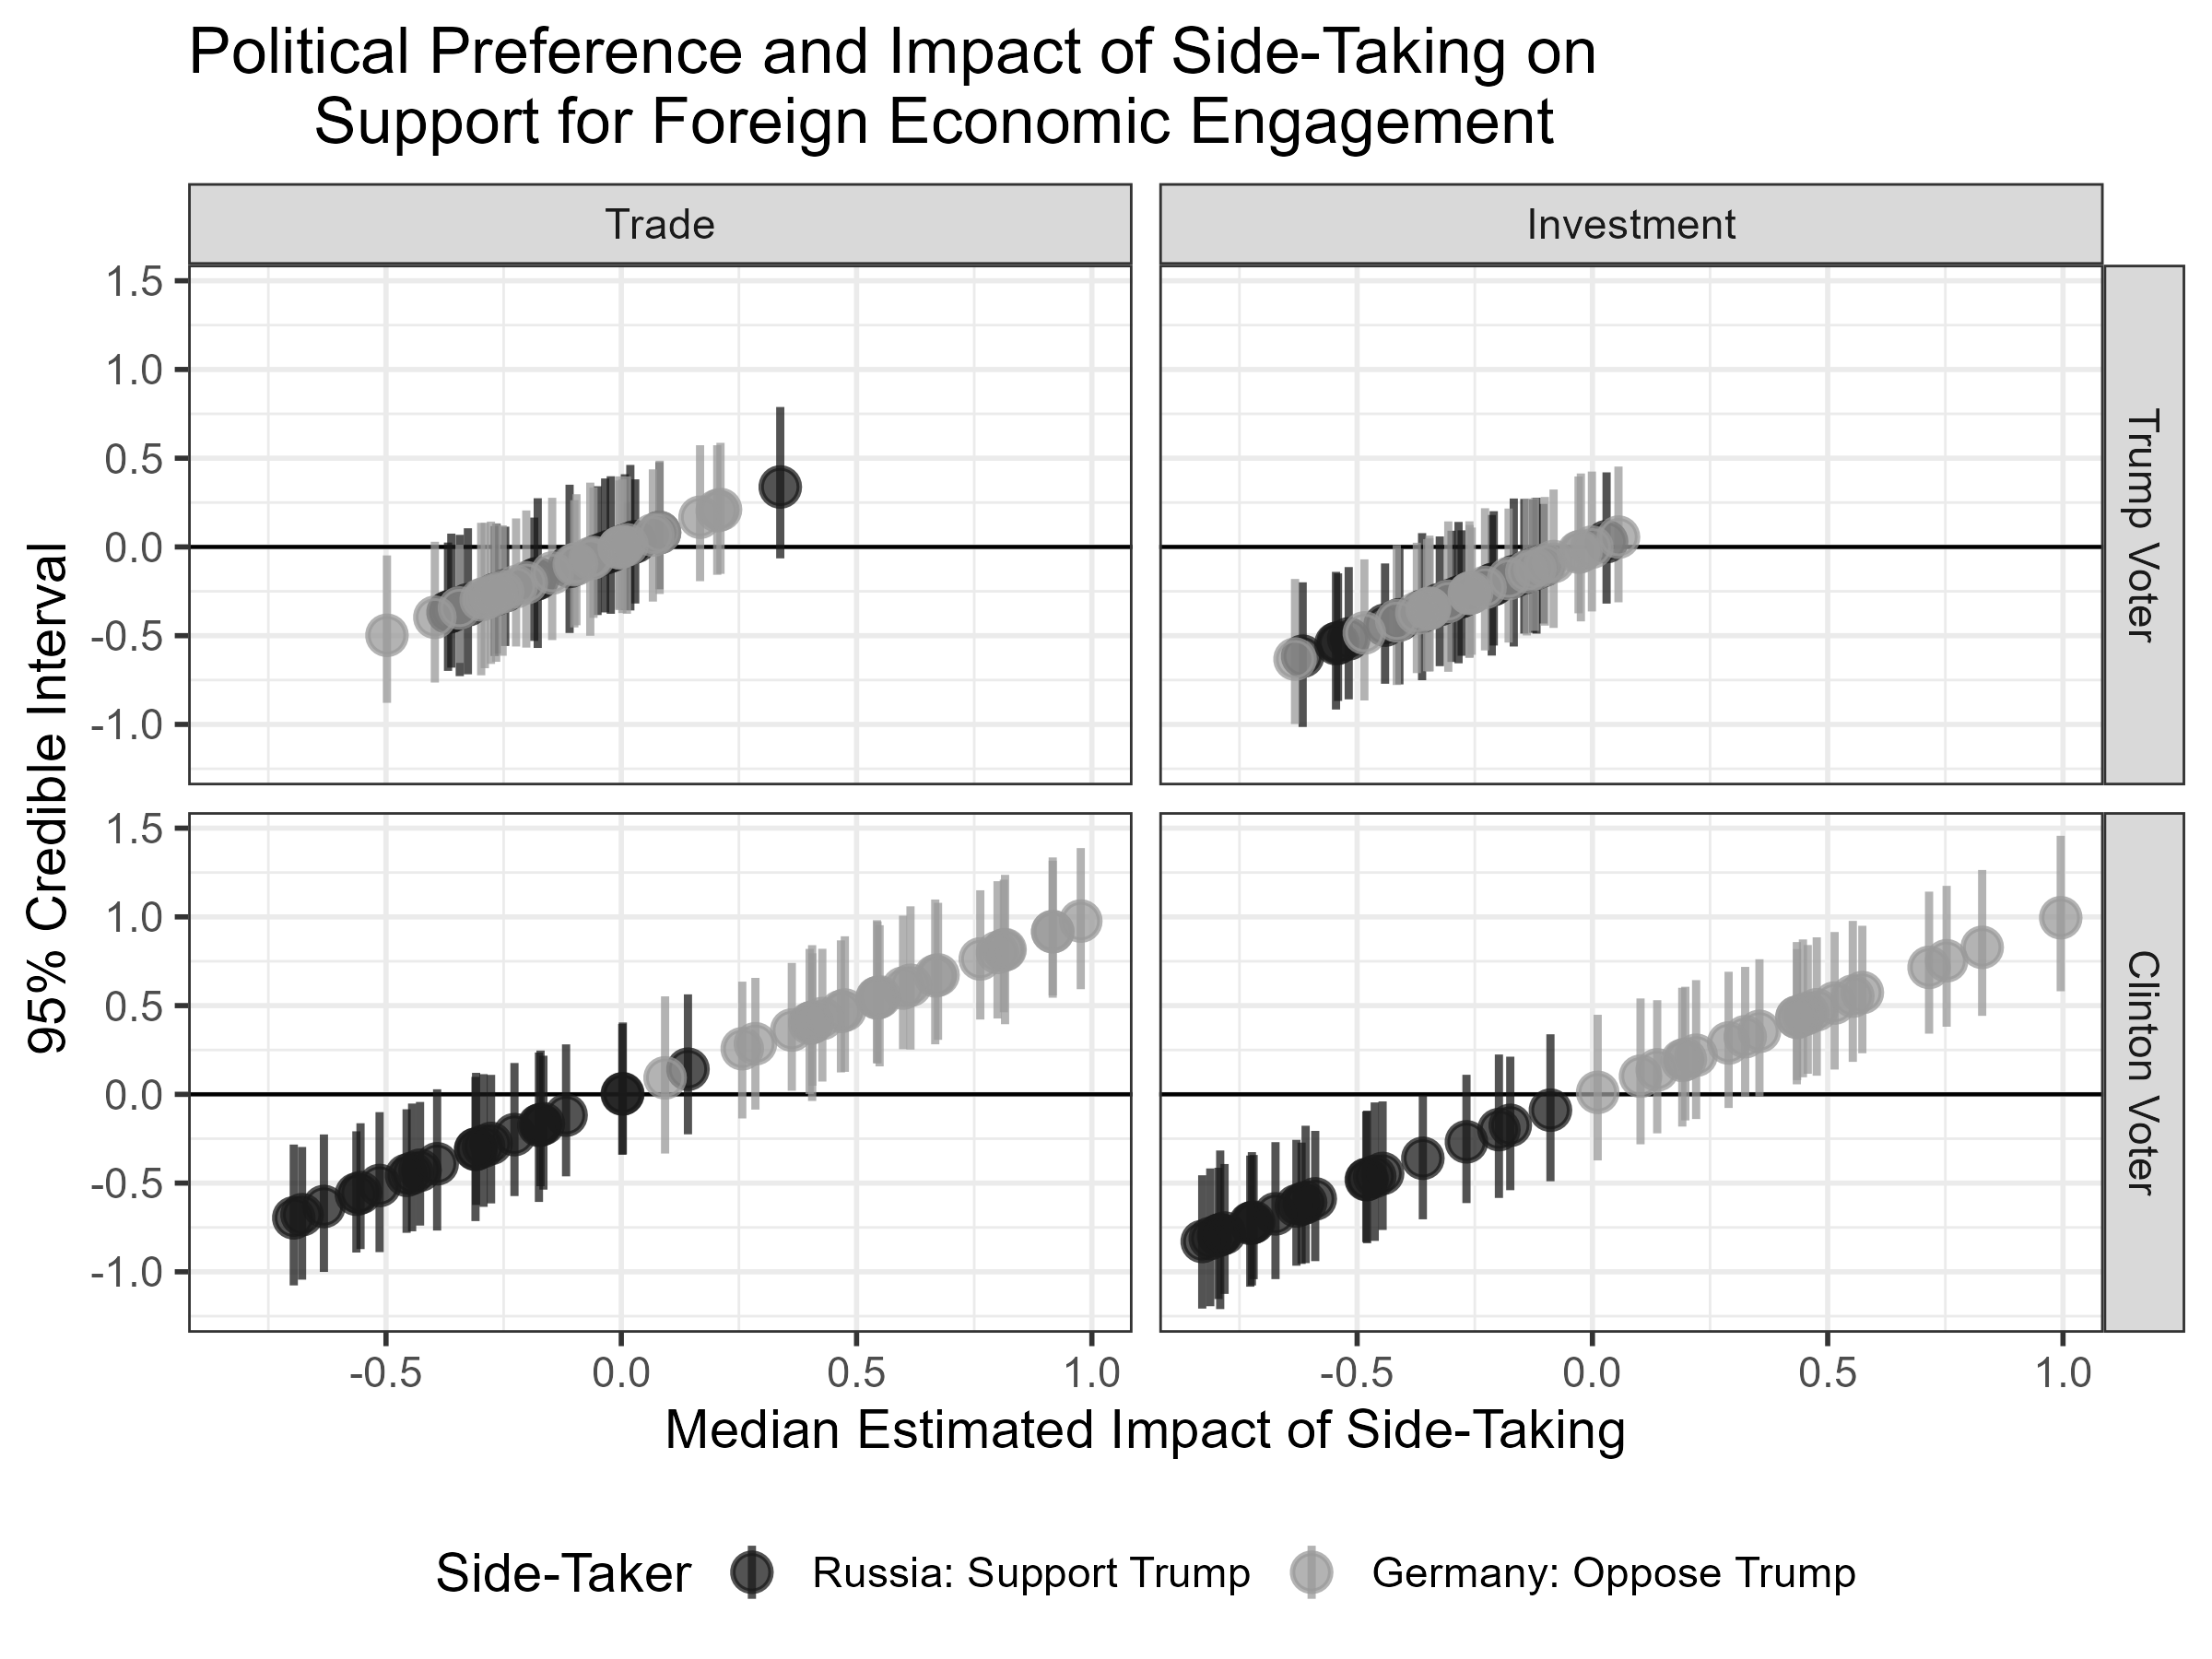 Political Preference and Impact of Side-Taking on
Support for Foreign Economic Engagement
Trade
Investment
1.5
1.0
0.5
0.0
-0.5
-1.0
Trump Voter
95% Credible Interval
1.5
1.0
0.5
0.0
-0.5
-1.0
Clinton Voter
-0.5 0.0 0.5 1.0
-0.5 0.0 0.5 1.0
Median Estimated Impact of Side-Taking
Side-Taker Russia: Support Trump Germany: Oppose Trump